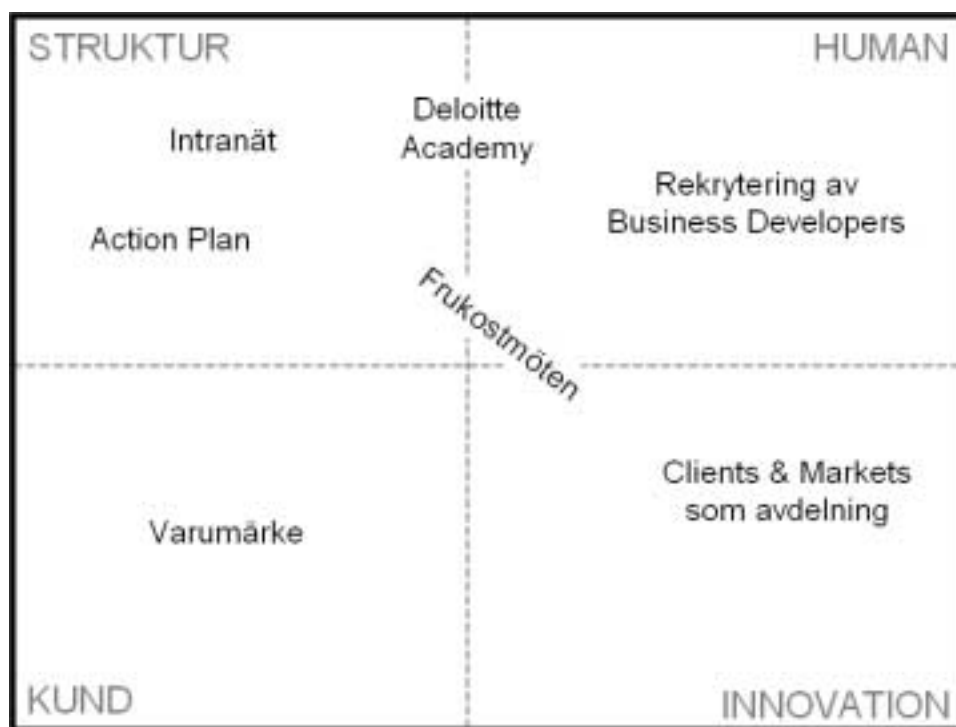 STRUKTUR
HUMAN
Intranät
Deloitte
Academy
Rekrytering av
Business Developers
Action Plan
Frukostmöten
Clients & Markets
som avdelning
Varumärke
KUND
INNOVATION